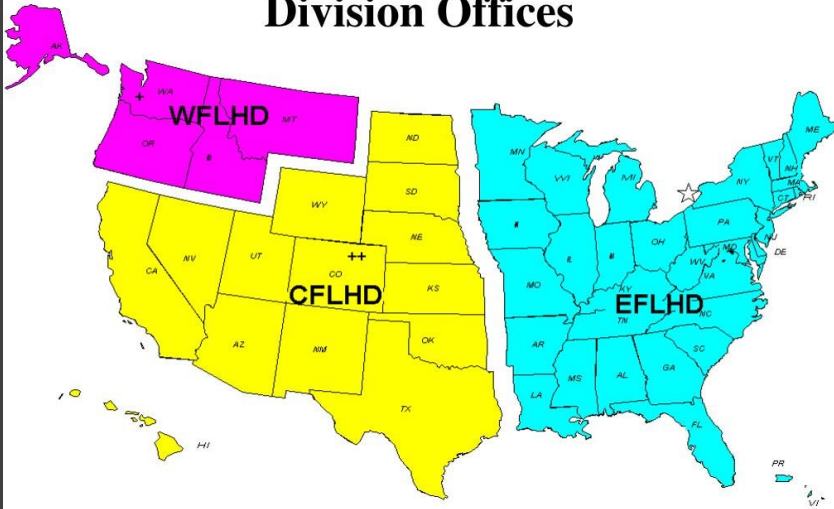 Division Offices
AK
WA
WFLHD
MT
OR
ND
MN
ME
SD
WI
MI
VT
NH
NY
MA
CT
RI
WY
NE
PA
NJ
OH
MD
DE
NV
UT
CO
CA
CFLHD
KS
MO
WV
VA
KY
EFLHD
TN
NC
AZ
NM
OK
AR
SC
MS
AL
GA
LA
TX
FL
HI
PR
VI